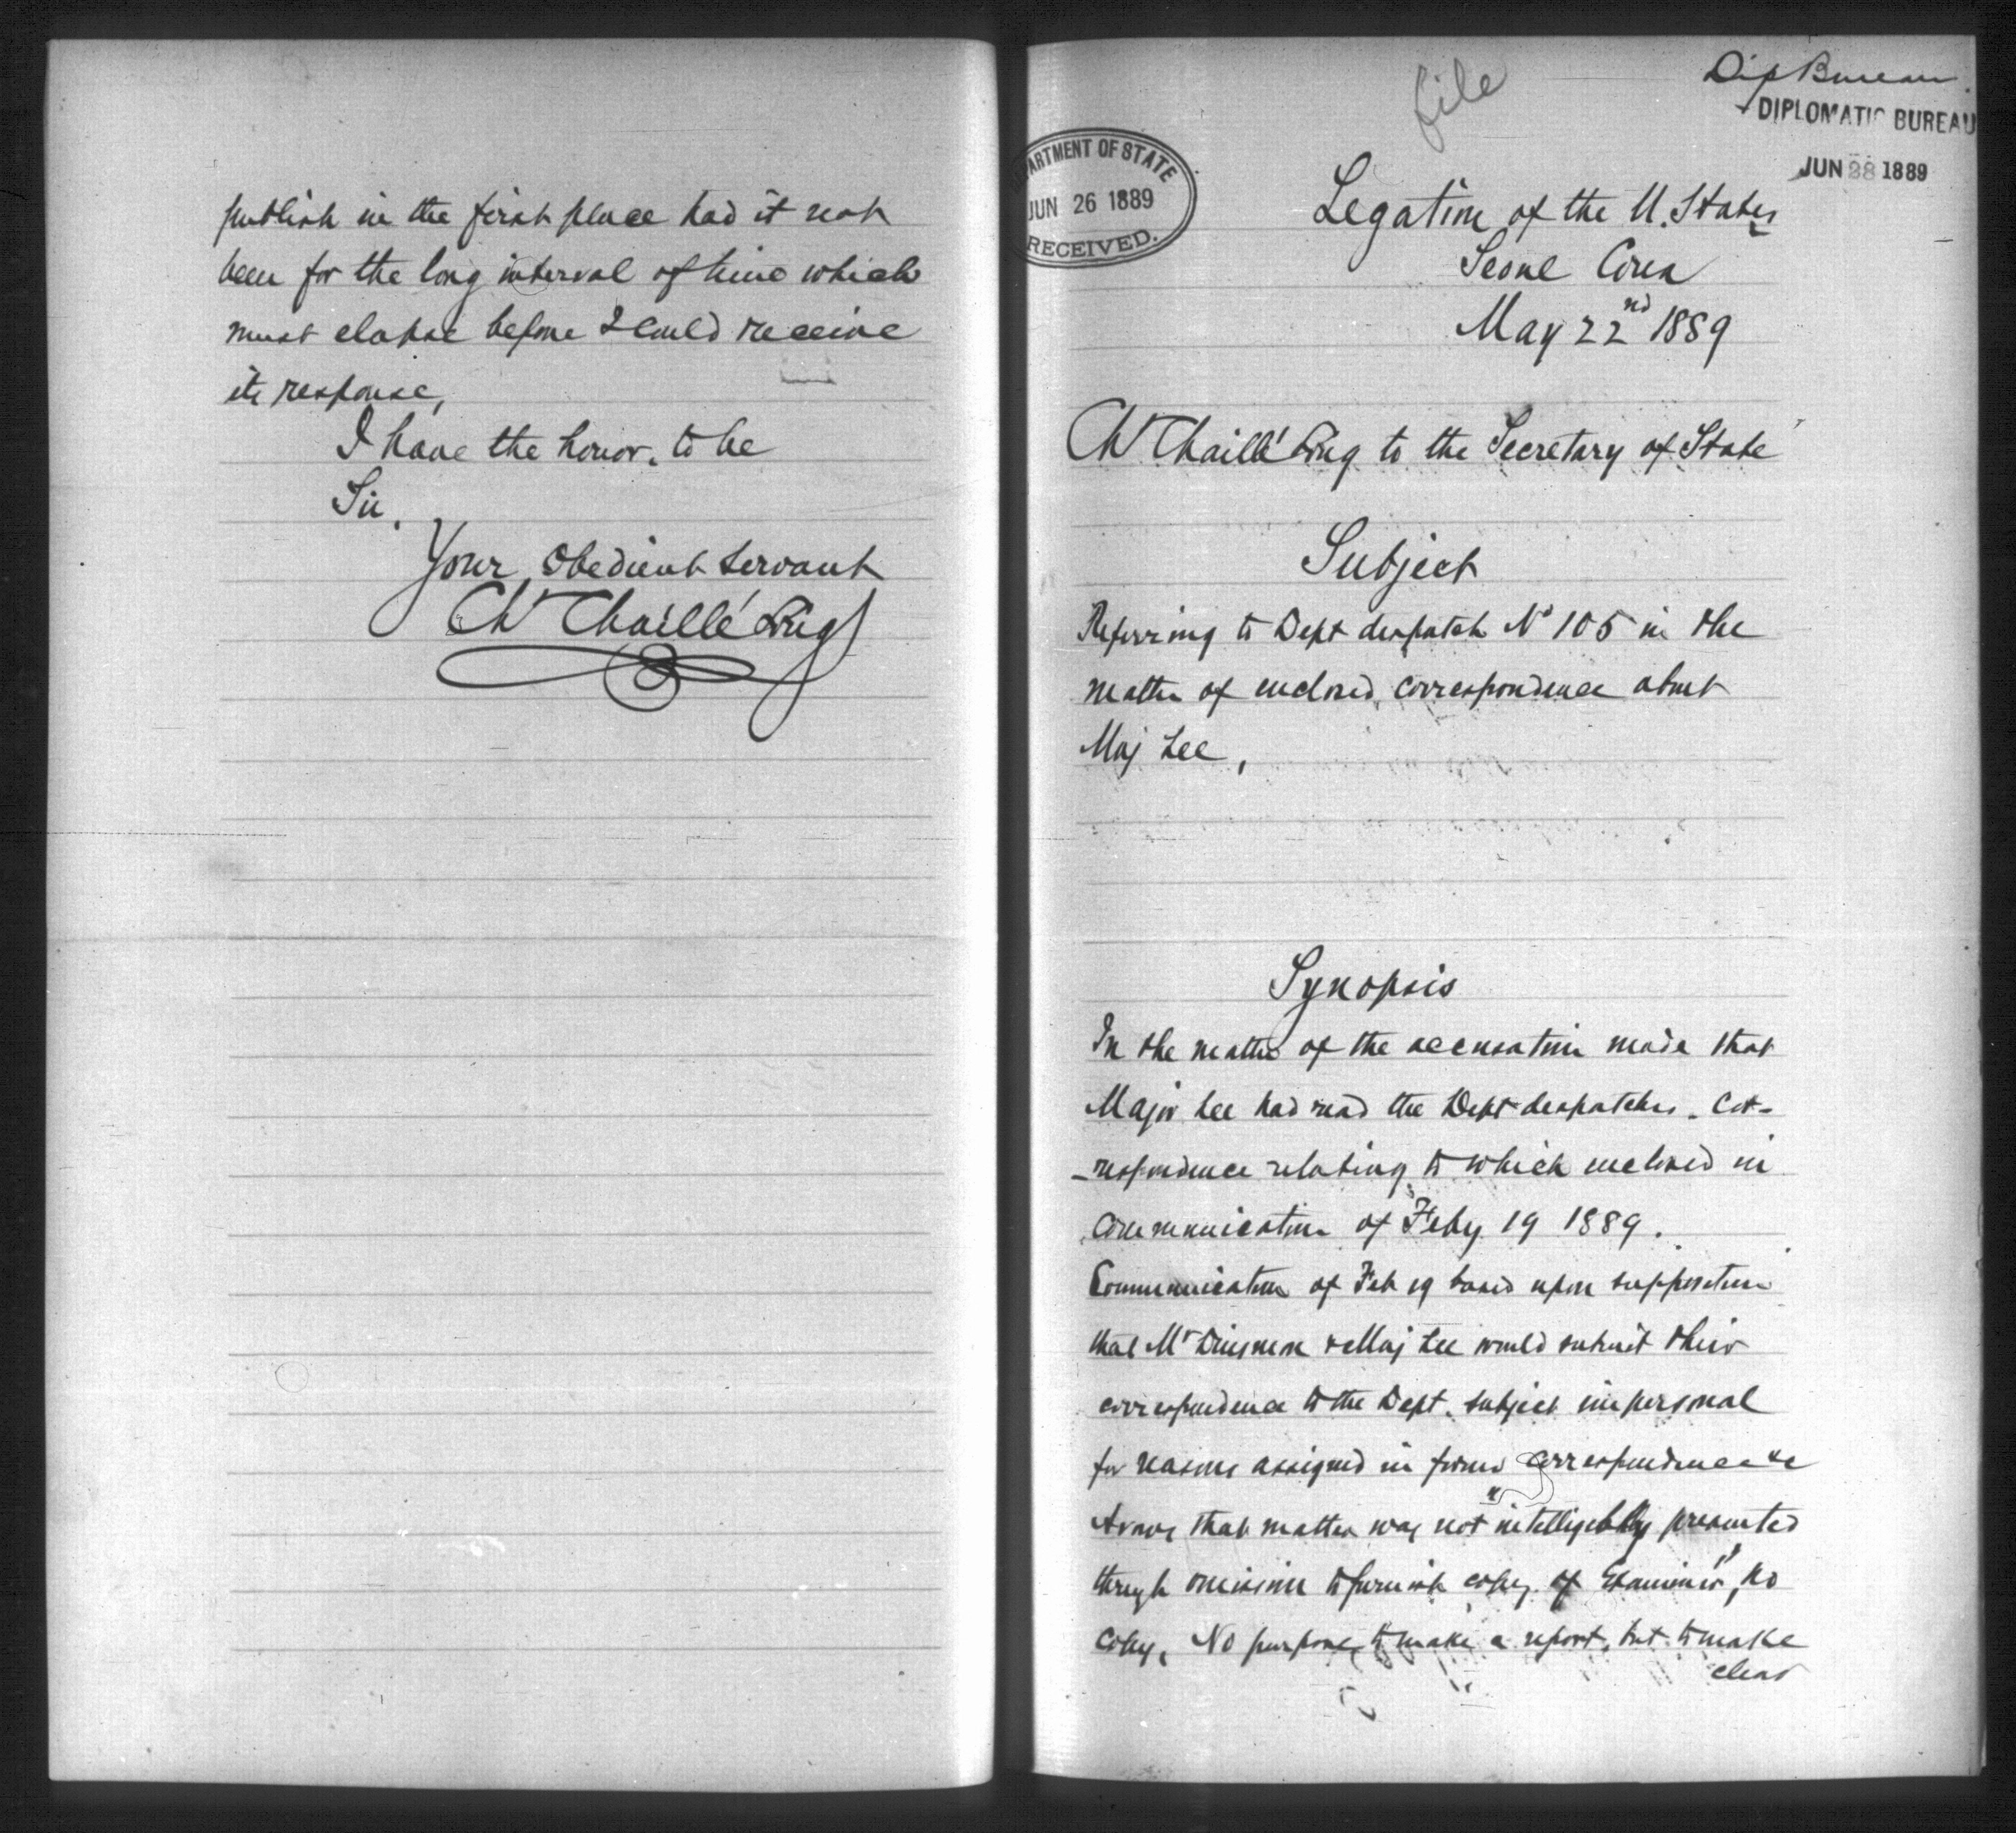 publish in the first place had it not
been for the long interval of time which
must elapse before I could receive
its response,
I have the honor, to be
Sir,
Your Obedient Servant
Ch Chaillé Long
file
Dip Bureau
DIPLOMATIC BUREAU
JUN 28 1889
DEPARTMENT OF STATE
JUN 26 1889
RECEIVED.
Legation of the U. States
Seoul Corea
May 22nd 1889
Ch Chaillé Long to the Secretary of State
Subject
Referring to Dept despatch No 105 in the
matter of enclosed correspondence about
Maj Lee,
Synopsis
In the matter of the accusation made that
Major Lee had read the Dept despatches. Cor-
-respondence relating to which enclosed in
communication of Feby 19 1889.
Communication of Feb 19 based upon supposition
that Mr Dinsmore & Maj Lee would submit their
correspondence to the Dept. Subject impersonal
for reasons assigned in former correspondence &c
that matter was not intelligibly presented
through omission to furnish copy of Examiner", no
copy, No purpose to make a report, but to make
clear